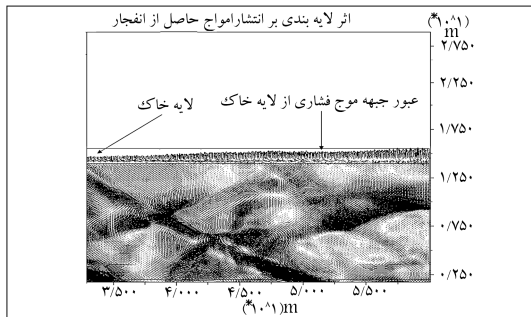 اثر لایه بندی بر انتشارامواج حاصل از انفجار
(*۱۰^۱)
m
۲/۷۵۰
۲/۲۵۰
عبور جبهه موج فشاری از لایه خاک
لایه خاک
۱/۷۵۰
۱/۲۵۰
۰/۷۵۰
۰/۲۵۰
۳/۵۰۰ ۴/۰۰۰ ۴/۵۰۰ ۵/۰۰۰ ۵/۵۰۰
(*۱۰^۱)m